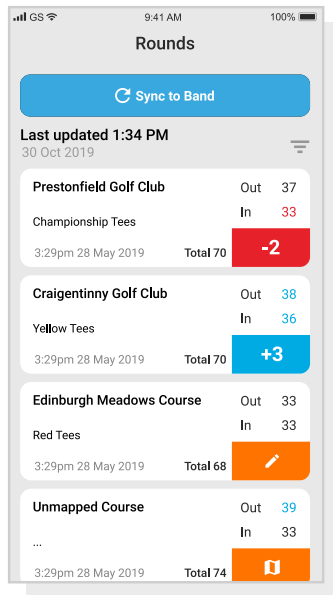 GS 9:41 AM 100%
Rounds
Sync to Band
Last updated 1:34 PM
30 Oct 2019
Prestonfield Golf Club Out 37
Championship Tees In 33
3:29pm 28 May 2019 Total 70 -2
Craigentinny Golf Club Out 38
Yellow Tees In 36
3:29pm 28 May 2019 Total 70 +3
Edinburgh Meadows Course Out 33
Red Tees In 33
3:29pm 28 May 2019 Total 68
Unmapped Course Out 39
... In 33
3:29pm 28 May 2019 Total 74